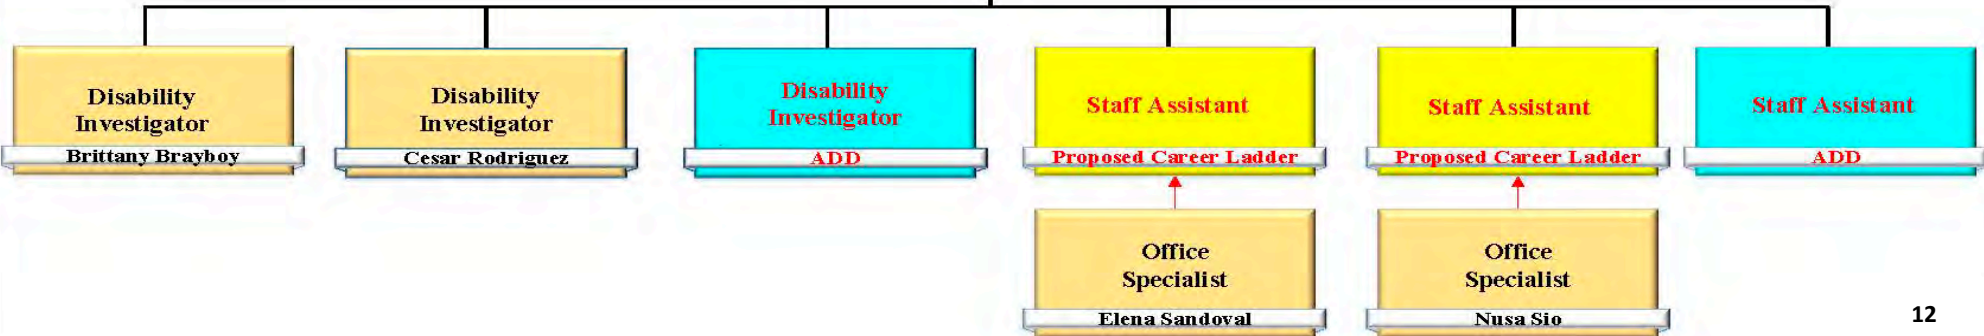 Disability
Investigator
Brittany Brayboy
Disability
Investigator
Cesar Rodriguez
Disability
Investigator
ADD
Staff Assistant
Proposed Career Ladder
Staff Assistant
Proposed Career Ladder
Staff Assistant
ADD
Office
Specialist
Elena Sandoval
Office
Specialist
Nusa Sio
12